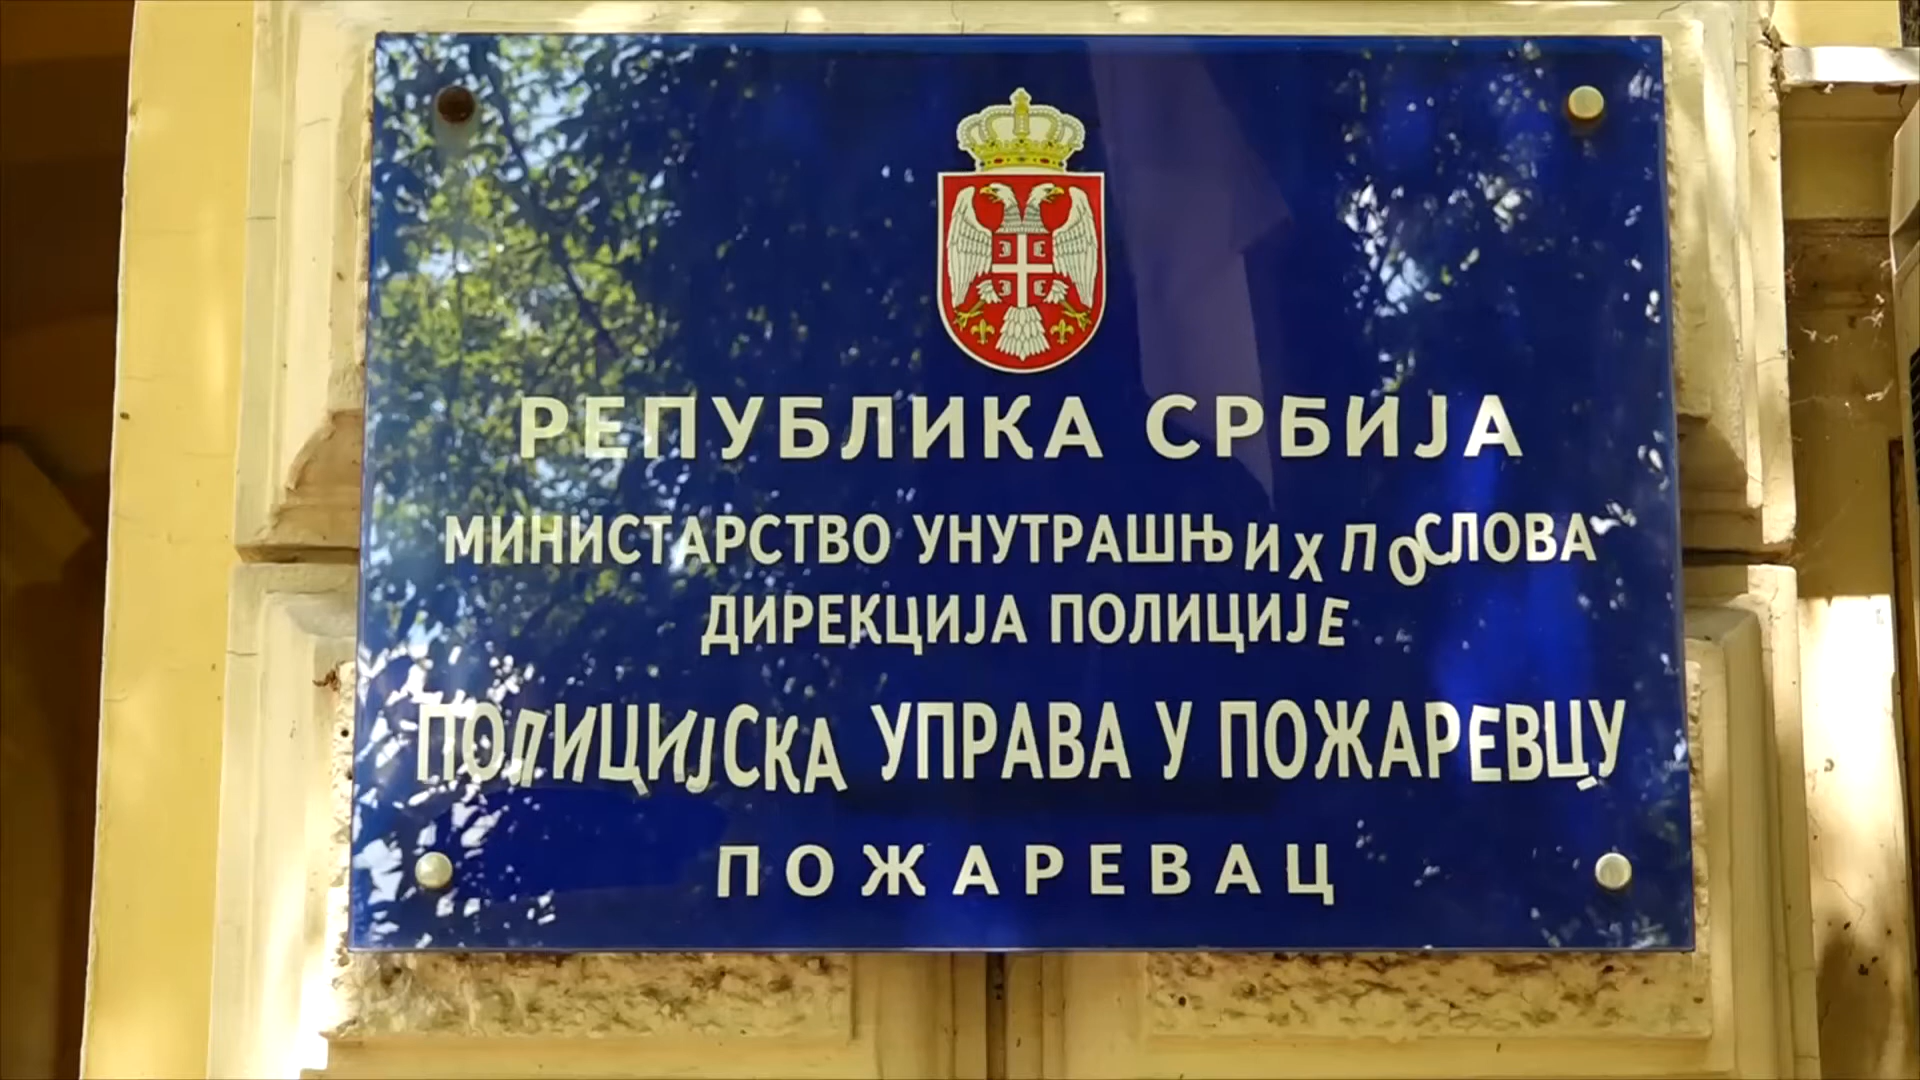 РЕПУБЛИКА СРБИЈА
МИНИСТАРСТВО УНУТРАШЊИХ ПОСЛОВА
ДИРЕКЦИЈА ПОЛИЦИЈЕ
ПОЛИЦИЈСКА УПРАВА У ПОЖАРЕВЦУ
ПОЖАРЕВАЦ